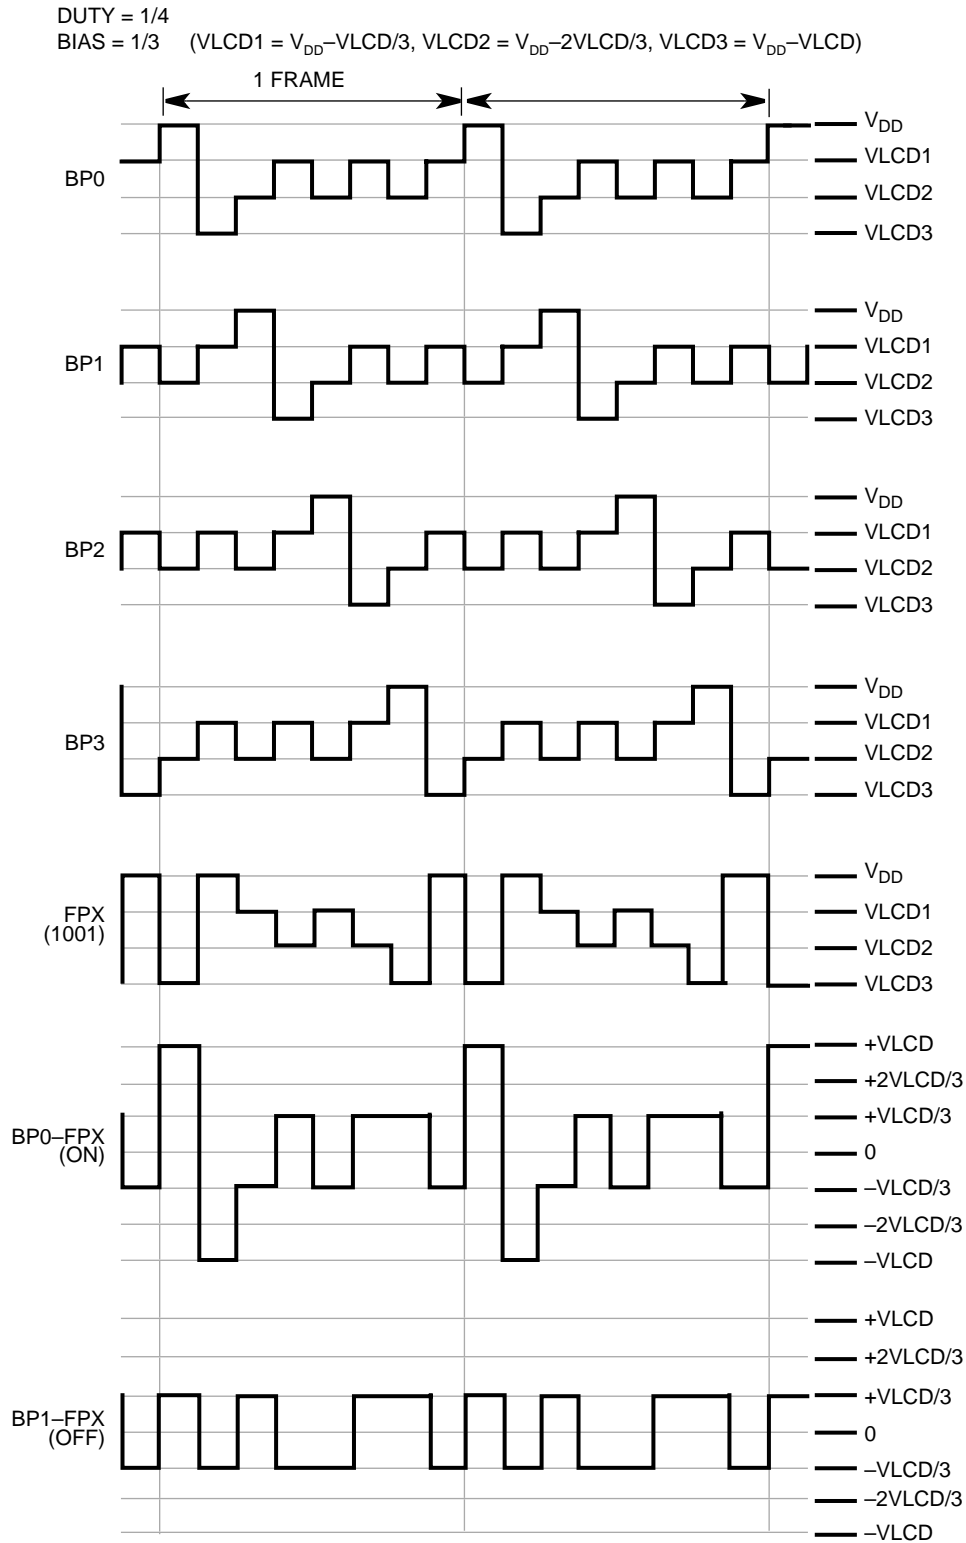 DUTY = 1/4
BIAS = 1/3 (VLCD1 = VDD–VLCD/3, VLCD2 = VDD–2VLCD/3, VLCD3 = VDD–VLCD)
1 FRAME
BP0
VDD
VLCD1
VLCD2
VLCD3
BP1
VDD
VLCD1
VLCD2
VLCD3
BP2
VDD
VLCD1
VLCD2
VLCD3
BP3
VDD
VLCD1
VLCD2
VLCD3
FPX
(1001)
VDD
VLCD1
VLCD2
VLCD3
BP0–FPX
(ON)
+VLCD
+2VLCD/3
+VLCD/3
0
–VLCD/3
–2VLCD/3
–VLCD
BP1–FPX
(OFF)
+VLCD
+2VLCD/3
+VLCD/3
0
–VLCD/3
–2VLCD/3
–VLCD